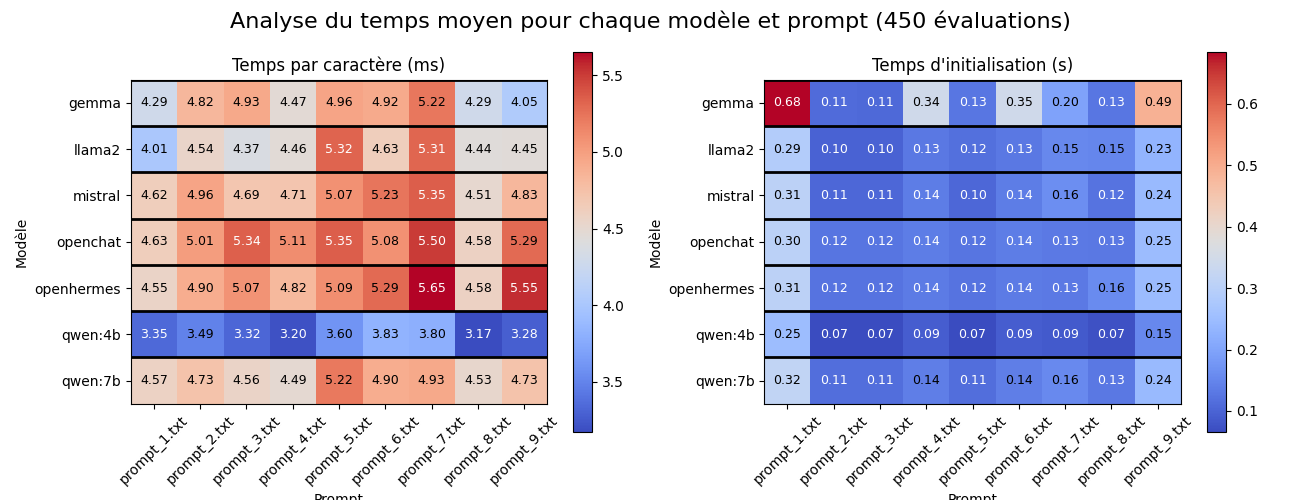 Analyse du temps moyen pour chaque modèle et prompt (450 évaluations)
Temps par caractère (ms)
gemma 4.29 4.82 4.93 4.47 4.96 4.92 5.22 4.29 4.05
llama2 4.01 4.54 4.37 4.46 5.32 4.63 5.31 4.44 4.45
mistral 4.62 4.96 4.69 4.71 5.07 5.23 5.35 4.51 4.83
openchat 4.63 5.01 5.34 5.11 5.35 5.08 5.50 4.58 5.29
openhermes 4.55 4.90 5.07 4.82 5.09 5.29 5.65 4.58 5.55
qwen:4b 3.35 3.49 3.32 3.20 3.60 3.83 3.80 3.17 3.28
qwen:7b 4.57 4.73 4.56 4.49 5.22 4.90 4.93 4.53 4.73
Modèle
prompt_1.txt prompt_2.txt prompt_3.txt prompt_4.txt prompt_5.txt prompt_6.txt prompt_7.txt prompt_8.txt prompt_9.txt
Prompt
5.5
5.0
4.5
4.0
3.5
Temps d'initialisation (s)
gemma 0.68 0.11 0.11 0.34 0.13 0.35 0.20 0.13 0.49
llama2 0.29 0.10 0.10 0.13 0.12 0.13 0.15 0.15 0.23
mistral 0.31 0.11 0.11 0.14 0.10 0.14 0.16 0.12 0.24
openchat 0.30 0.12 0.12 0.14 0.12 0.14 0.13 0.13 0.25
openhermes 0.31 0.12 0.12 0.14 0.12 0.14 0.13 0.16 0.25
qwen:4b 0.25 0.07 0.07 0.09 0.07 0.09 0.09 0.07 0.15
qwen:7b 0.32 0.11 0.11 0.14 0.11 0.14 0.16 0.13 0.24
Modèle
prompt_1.txt prompt_2.txt prompt_3.txt prompt_4.txt prompt_5.txt prompt_6.txt prompt_7.txt prompt_8.txt prompt_9.txt
Prompt
0.6
0.5
0.4
0.3
0.2
0.1